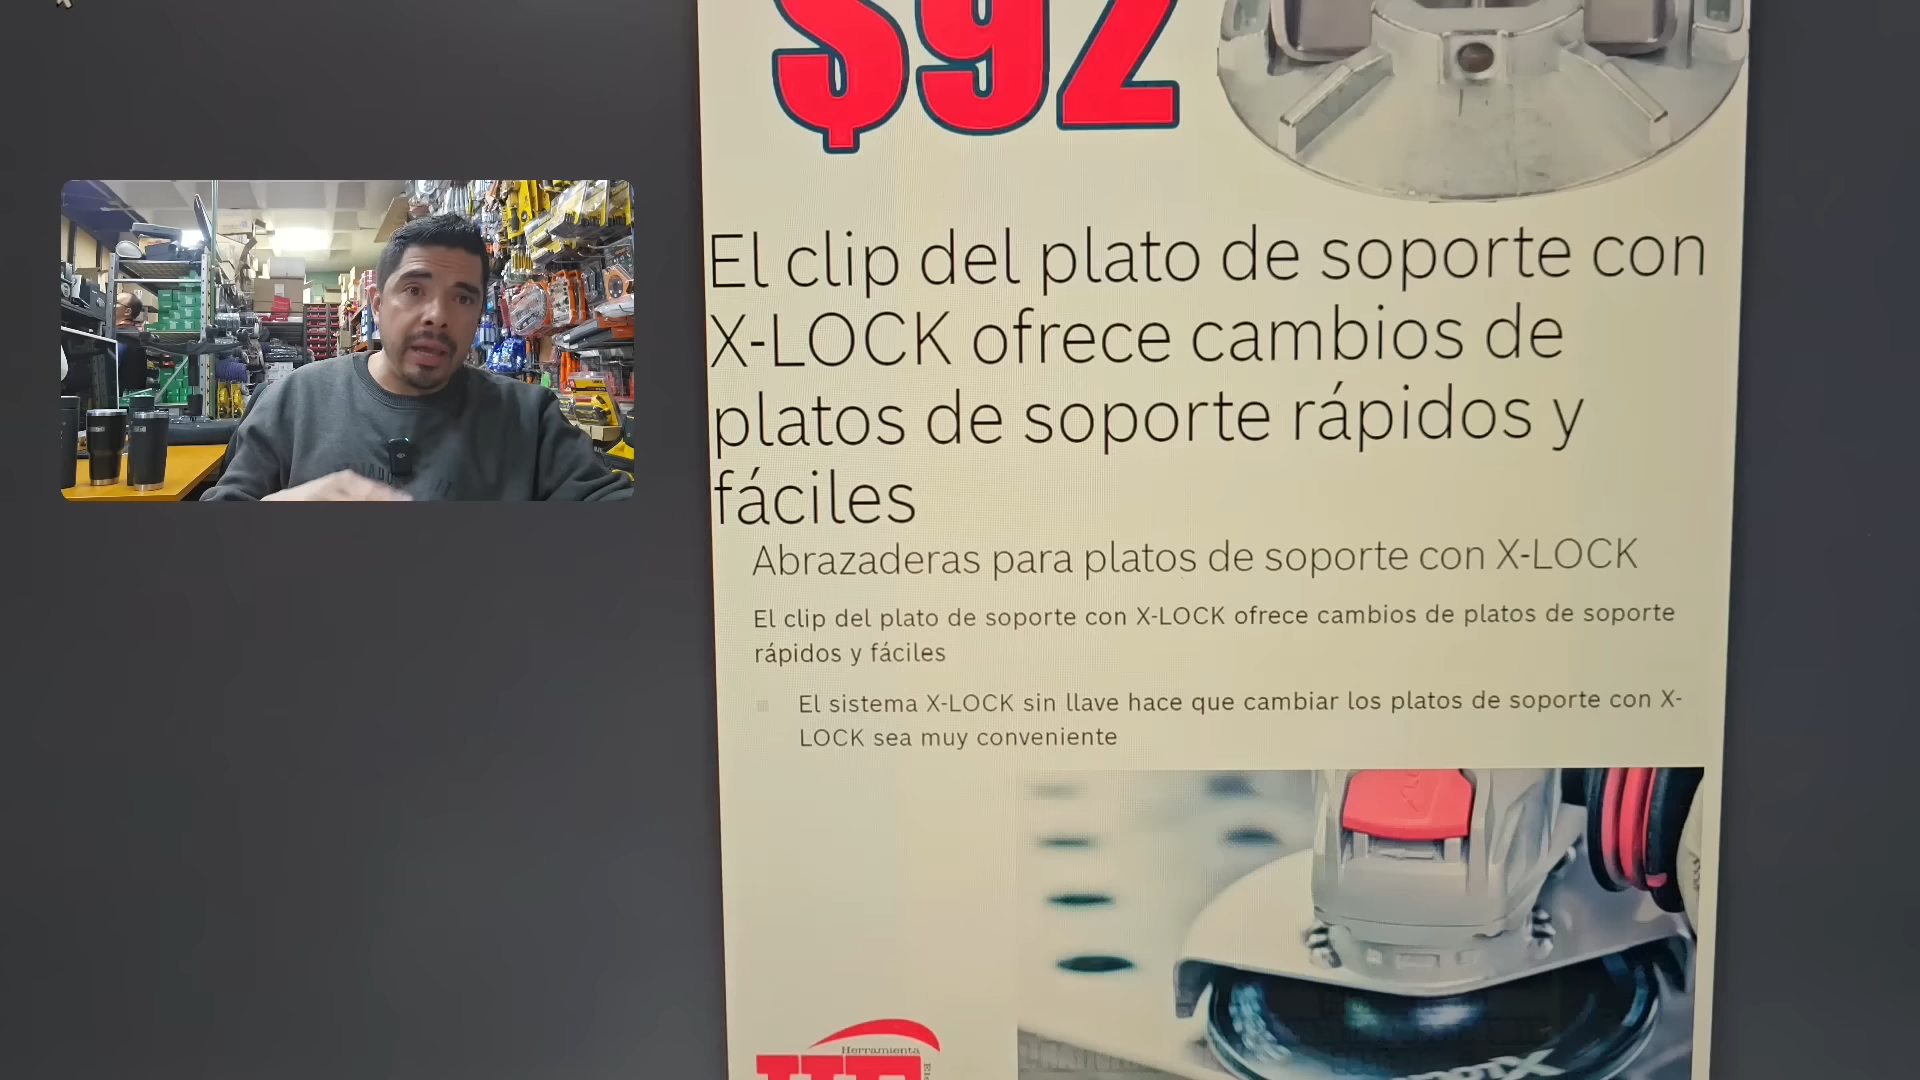 $92
El clip del plato de soporte con
X-LOCK ofrece cambios de
platos de soporte rápidos y
fáciles
Abrazaderas para platos de soporte con X-LOCK
El clip del plato de soporte con X-LOCK ofrece cambios de platos de soporte
rápidos y fáciles
El sistema X-LOCK sin llave hace que cambiar los platos de soporte con X-
LOCK sea muy conveniente
Herramienta